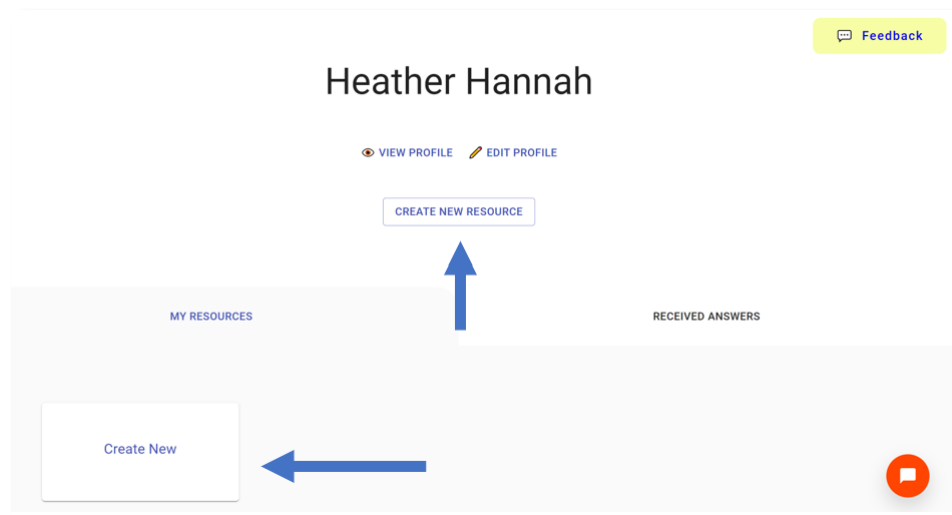 Feedback
Heather Hannah
VIEW PROFILE EDIT PROFILE
CREATE NEW RESOURCE
MY RESOURCES RECEIVED ANSWERS
Create New